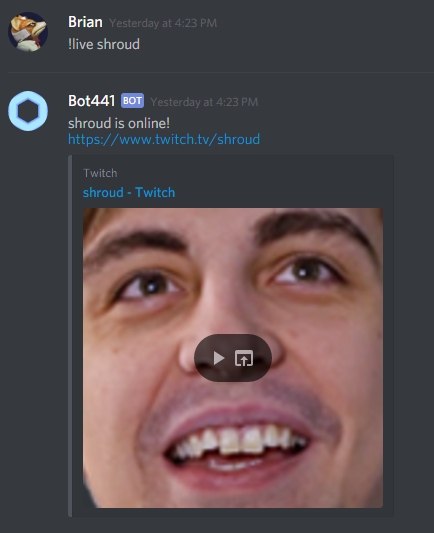 Brian Yesterday at 4:23 PM
!live shroud
Bot441 BOT Yesterday at 4:23 PM
shroud is online!
https://www.twitch.tv/shroud
Twitch
shroud - Twitch